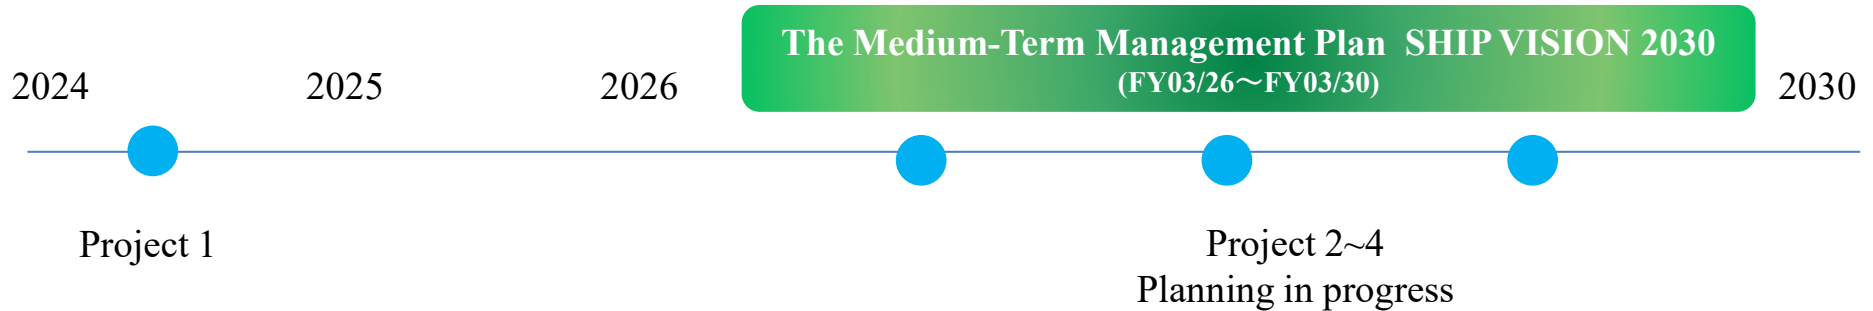 The Medium-Term Management Plan SHIP VISION 2030
(FY03/26～FY03/30)
2024
2025
2026
2030
Project 1
Project 2~4
Planning in progress